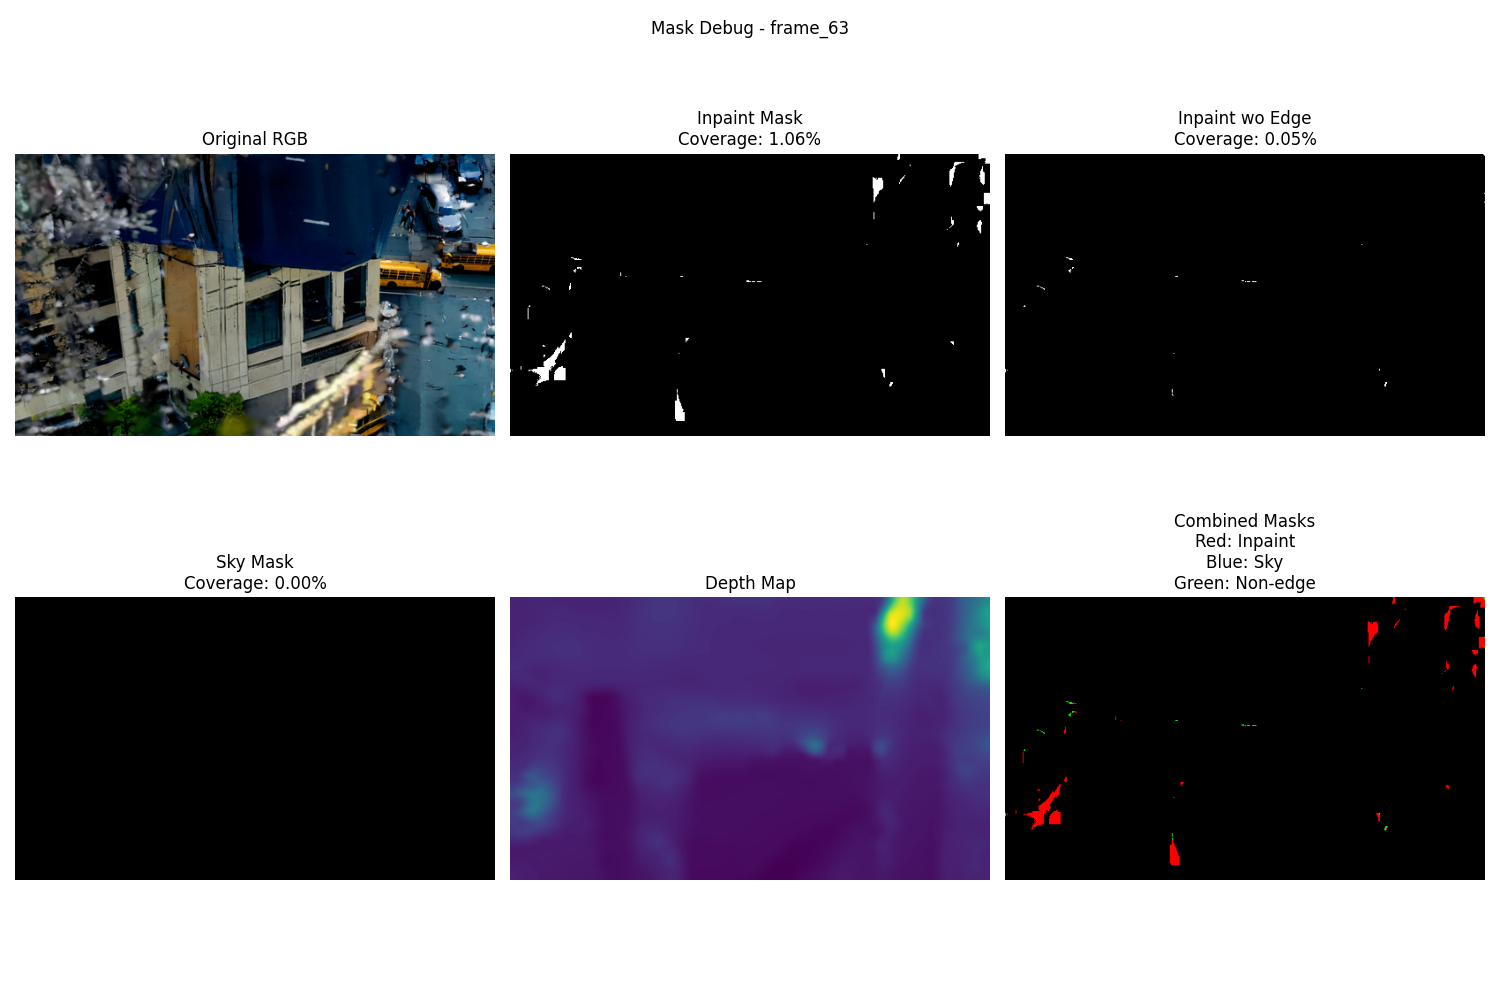 Mask Debug - frame_63
Original RGB
Inpaint Mask
Coverage: 1.06%
Inpaint wo Edge
Coverage: 0.05%
Sky Mask
Coverage: 0.00%
Depth Map
Combined Masks
Red: Inpaint
Blue: Sky
Green: Non-edge